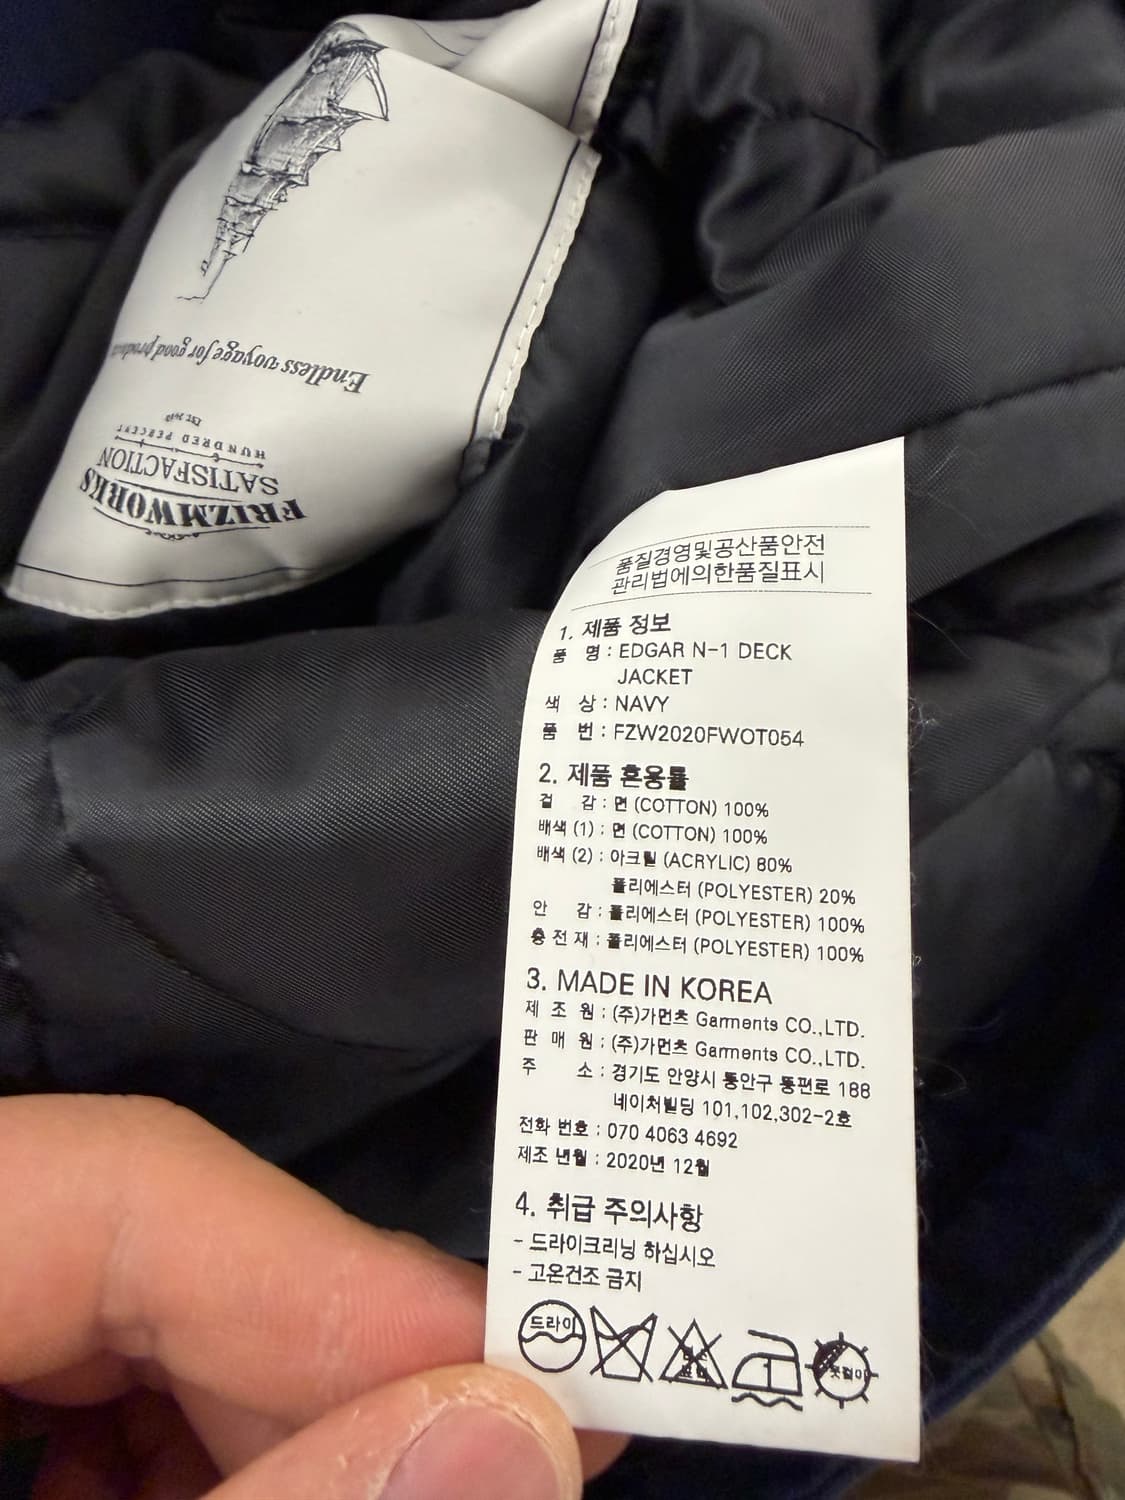 Endless voyage for good
EST. 2010
HUNDRED PERCENT
SATISFACTION
FRIZMWORKS
품질경영및공산품안전
관리법에의한품질표시
1. 제품 정보
품 명 : EDGAR N-1 DECK
JACKET
색 상 : NAVY
품 번 : FZW2020FWOT054
2. 제품 혼용률
겉 감 : 면 (COTTON) 100%
배색 (1) : 면 (COTTON) 100%
배색 (2) : 아크릴 (ACRYLIC) 80%
폴리에스터 (POLYESTER) 20%
안 감 : 폴리에스터 (POLYESTER) 100%
충 전 재 : 폴리에스터 (POLYESTER) 100%
3. MADE IN KOREA
제 조 원 : (주)가먼츠 Garments CO.,LTD.
판 매 원 : (주)가먼츠 Garments CO.,LTD.
주 소 : 경기도 안양시 동안구 동편로 188
네이처빌딩 101,102,302-2호
전화 번호 : 070 4063 4692
제조 년월 : 2020년 12월
4. 취급 주의사항
- 드라이크리닝 하십시오
- 고온건조 금지
드라이
1
옷걸이